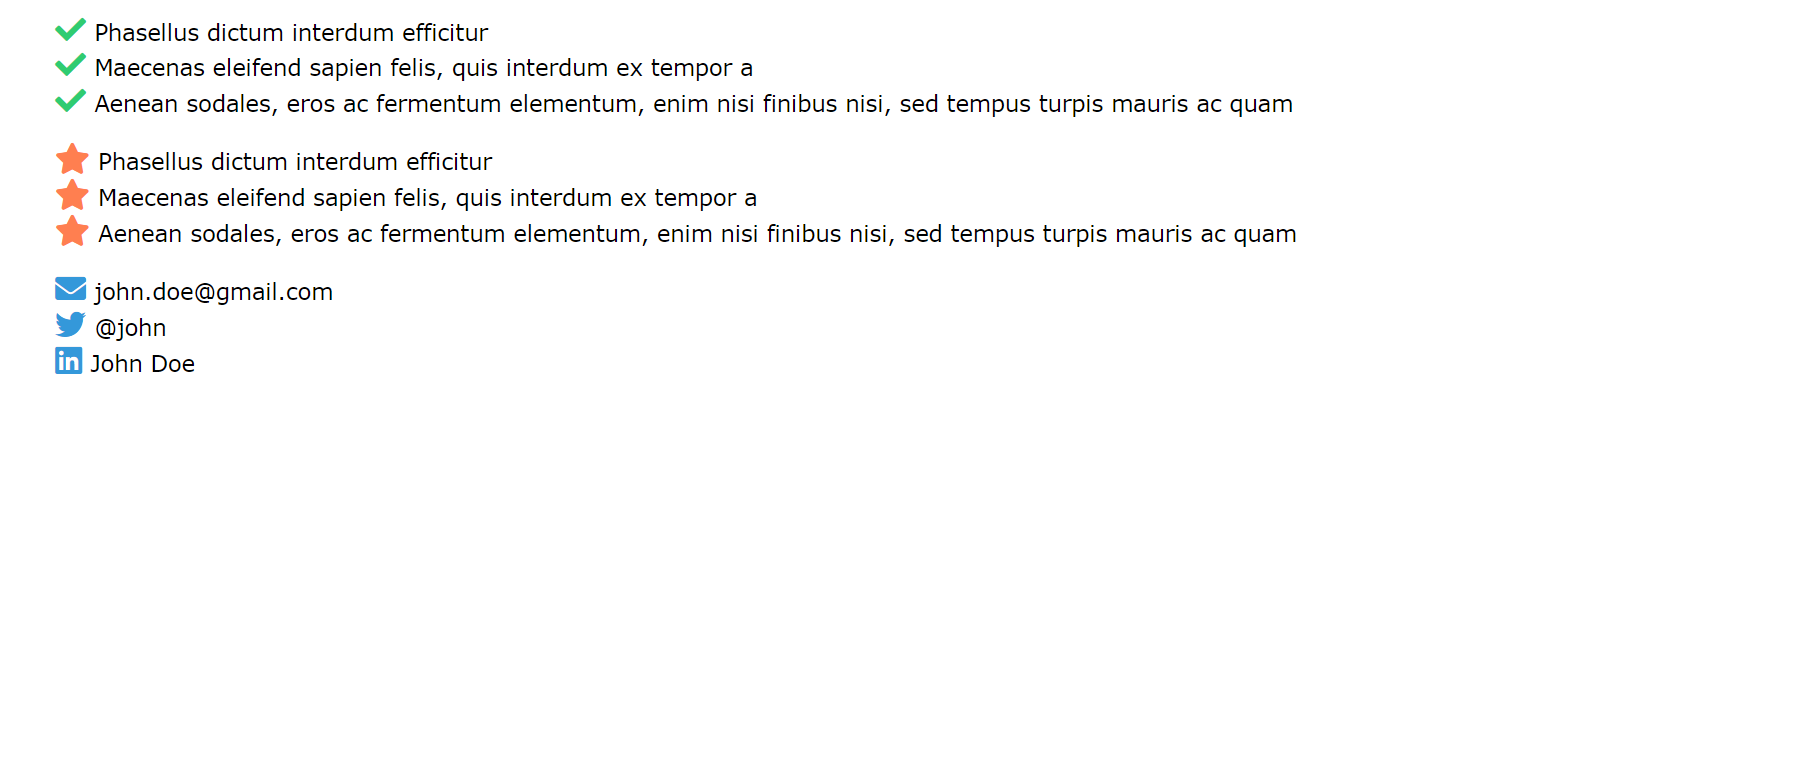 Phasellus dictum interdum efficitur
Maecenas eleifend sapien felis, quis interdum ex tempor a
Aenean sodales, eros ac fermentum elementum, enim nisi finibus nisi, sed tempus turpis mauris ac quam
Phasellus dictum interdum efficitur
Maecenas eleifend sapien felis, quis interdum ex tempor a
Aenean sodales, eros ac fermentum elementum, enim nisi finibus nisi, sed tempus turpis mauris ac quam
john.doe@gmail.com
@john
in John Doe